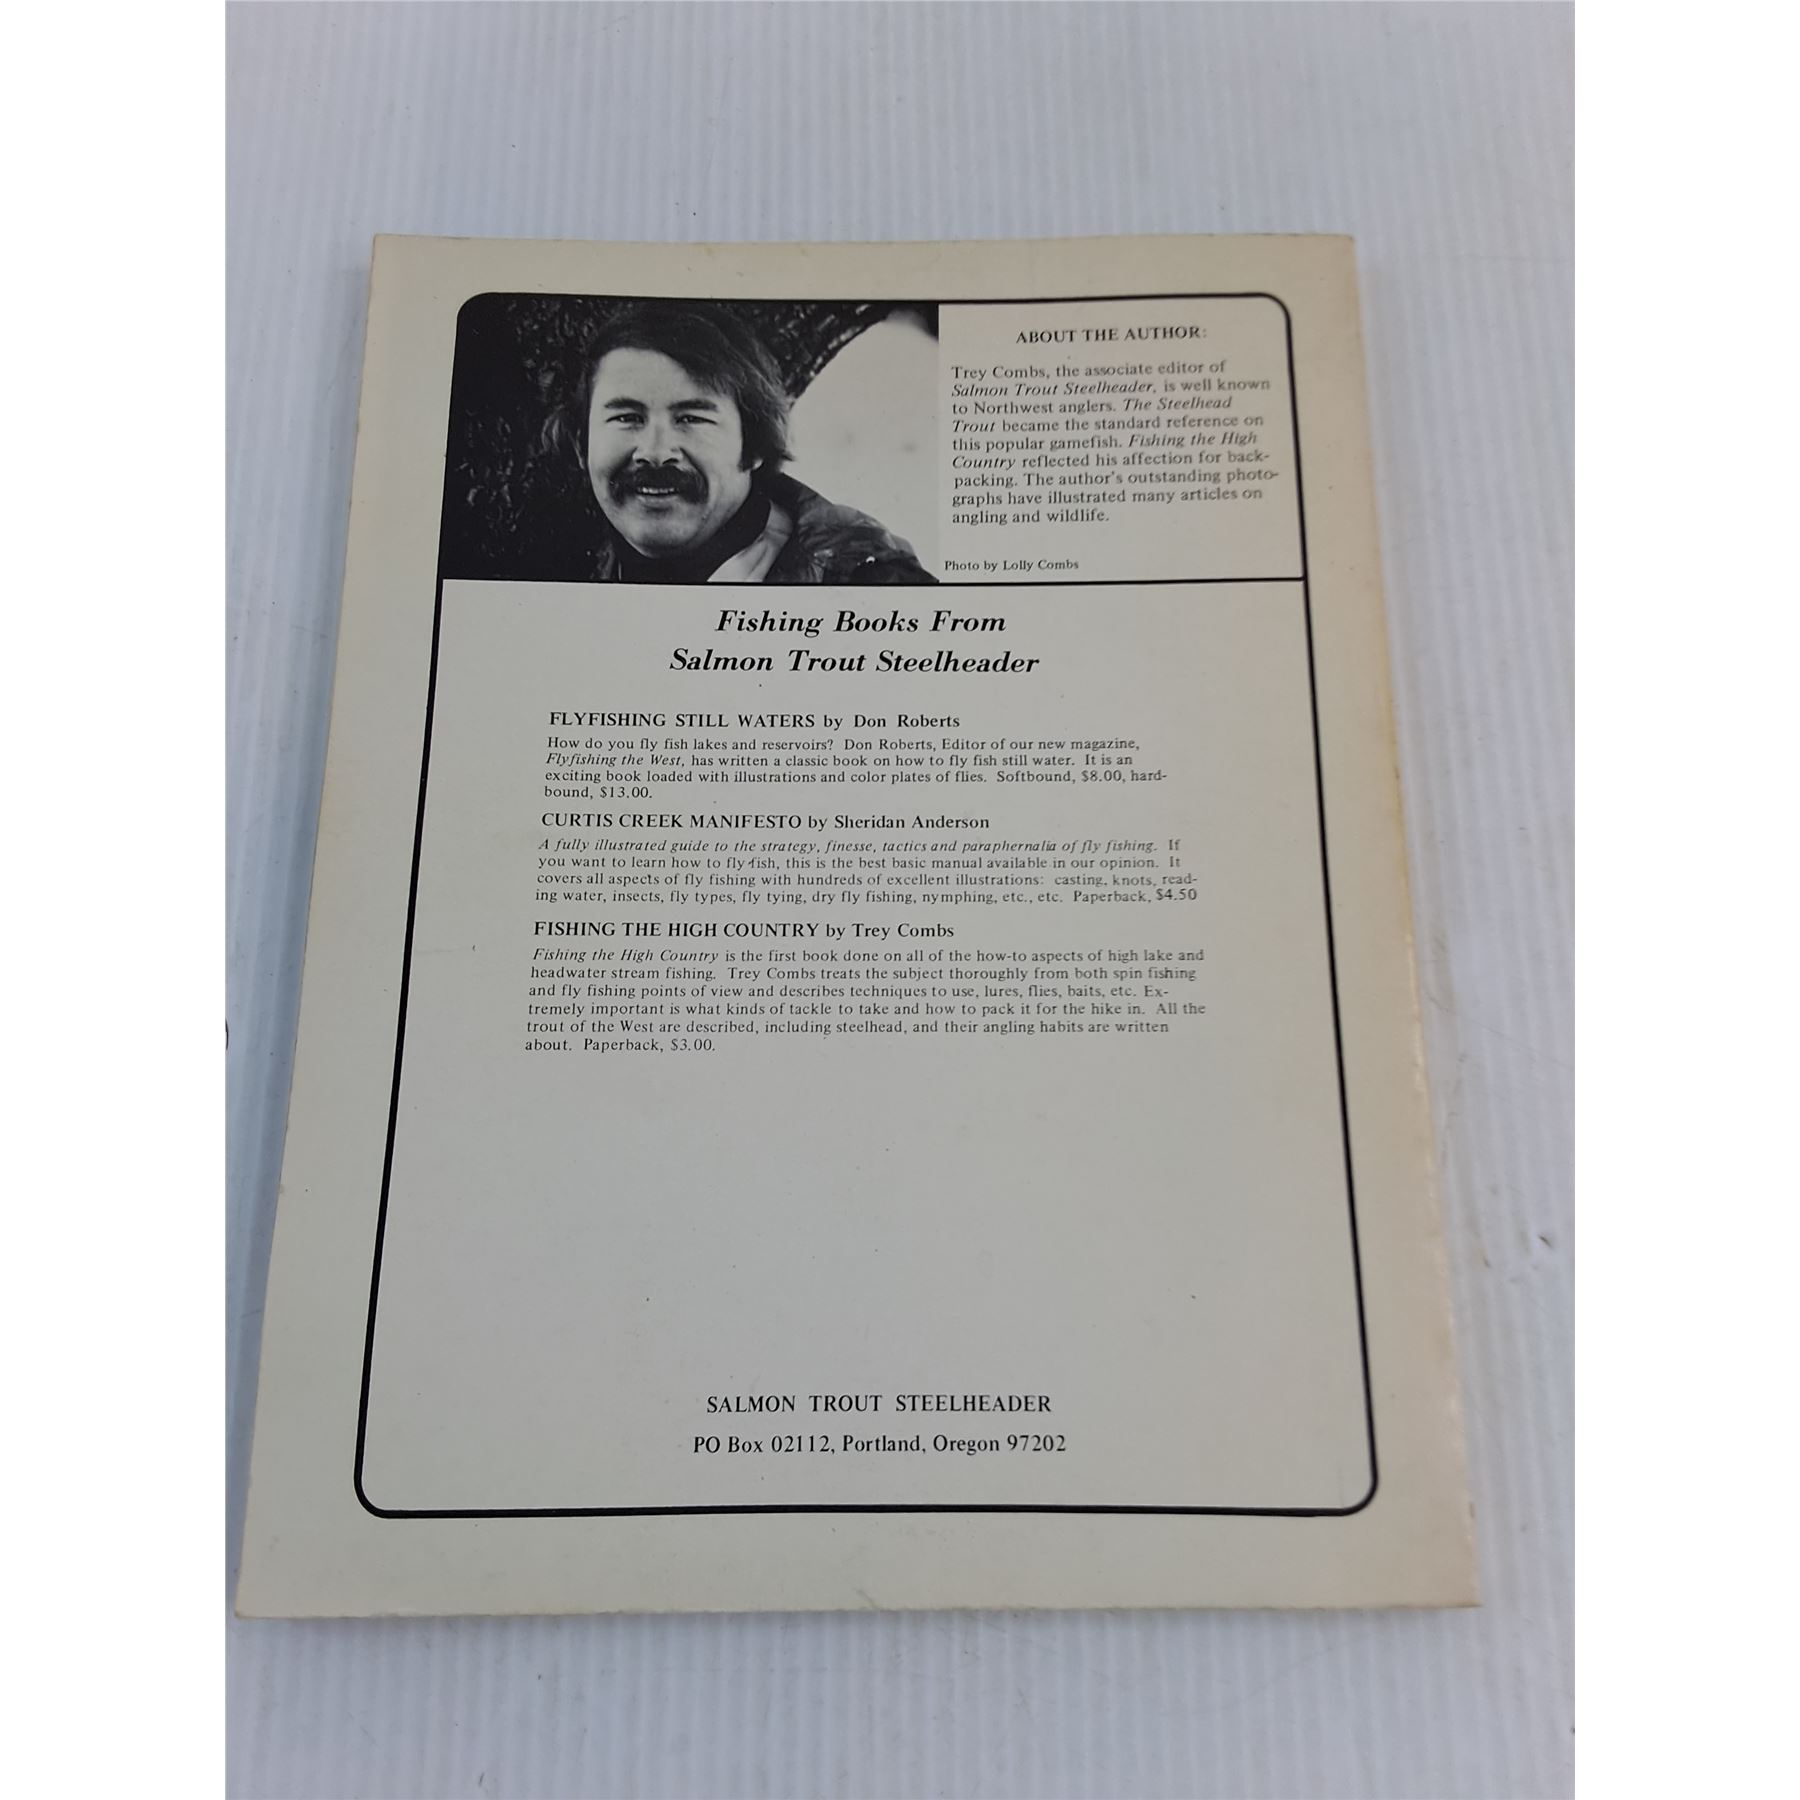 ABOUT THE AUTHOR:
Trey Combs, the associate editor of
Salmon Trout Steelheader, is well known
to Northwest anglers. The Steelhead
Trout became the standard reference on
this popular gamefish. Fishing the High
Country reflected his affection for back-
packing. The author's outstanding photo-
graphs have illustrated many articles on
angling and wildlife.
Photo by Lolly Combs
Fishing Books From
Salmon Trout Steelheader
FLYFISHING STILL WATERS by Don Roberts
How do you fly fish lakes and reservoirs? Don Roberts, Editor of our new magazine,
Flyfishing the West, has written a classic book on how to fly fish still water. It is an
exciting book loaded with illustrations and color plates of flies. Softbound, $8.00, hard-
bound, $13.00.
CURTIS CREEK MANIFESTO by Sheridan Anderson
A fully illustrated guide to the strategy, finesse, tactics and paraphernalia of fly fishing. If
you want to learn how to fly fish, this is the best basic manual available in our opinion. It
covers all aspects of fly fishing with hundreds of excellent illustrations: casting, knots, read-
ing water, insects, fly types, fly tying, dry fly fishing, nymphing, etc., etc. Paperback, $4.50
FISHING THE HIGH COUNTRY by Trey Combs
Fishing the High Country is the first book done on all of the how-to aspects of high lake and
headwater stream fishing. Trey Combs treats the subject thoroughly from both spin fishing
and fly fishing points of view and describes techniques to use, lures, flies, baits, etc. Ex-
tremely important is what kinds of tackle to take and how to pack it for the hike in. All the
trout of the West are described, including steelhead, and their angling habits are written
about. Paperback, $3.00.
SALMON TROUT STEELHEADER
PO Box 02112, Portland, Oregon 97202